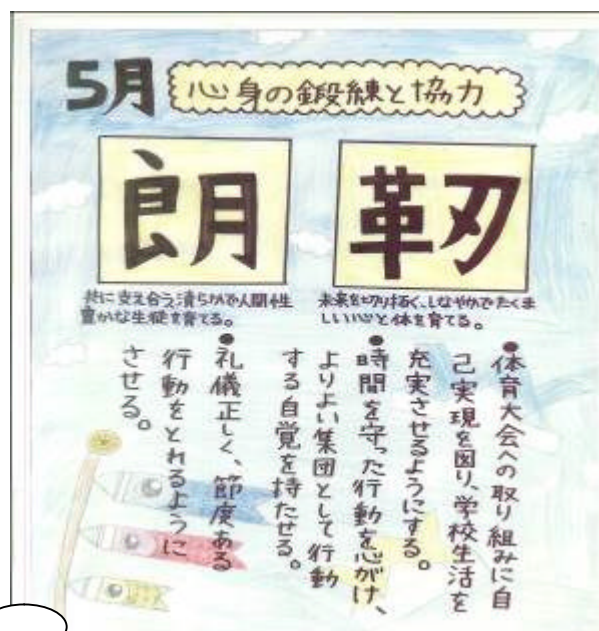 5月
心身の鍛練と協力
朗
靭
共に支え合う、清らかで人間性
豊かな生徒を育てる。
未来を切り拓く、しなやかでたくま
しい心と体を育てる。
●体育大会への取り組みに自
己実現を図り、学校生活を
充実させるようにする。
●時間を守った行動を心がけ、
よりよい集団として行動
する自覚を持たせる。
●礼儀正しく、節度ある
行動をとれるように
させる。